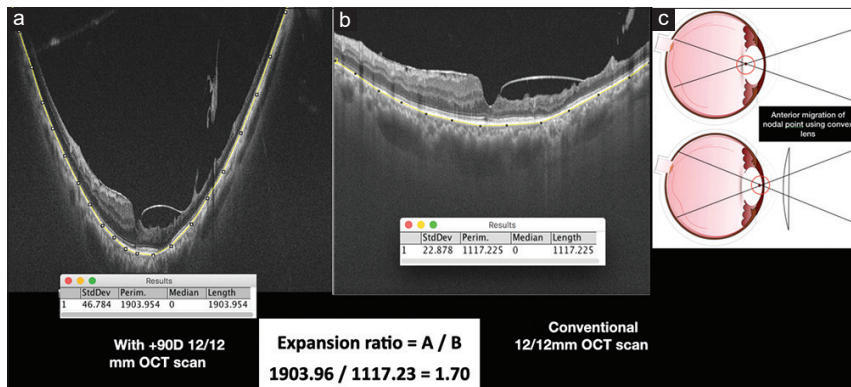 a
Results
StdDev Perim. Median Length
1 46.784 1903.954 0 1903.954
With +90D 12/12
mm OCT scan
b
Results
StdDev Perim. Median Length
1 22.878 1117.225 0 1117.225
Expansion ratio = A / B
1903.96 / 1117.23 = 1.70
Conventional
12/12mm OCT scan
c
Anterior migration of
nodal point using convex
lens